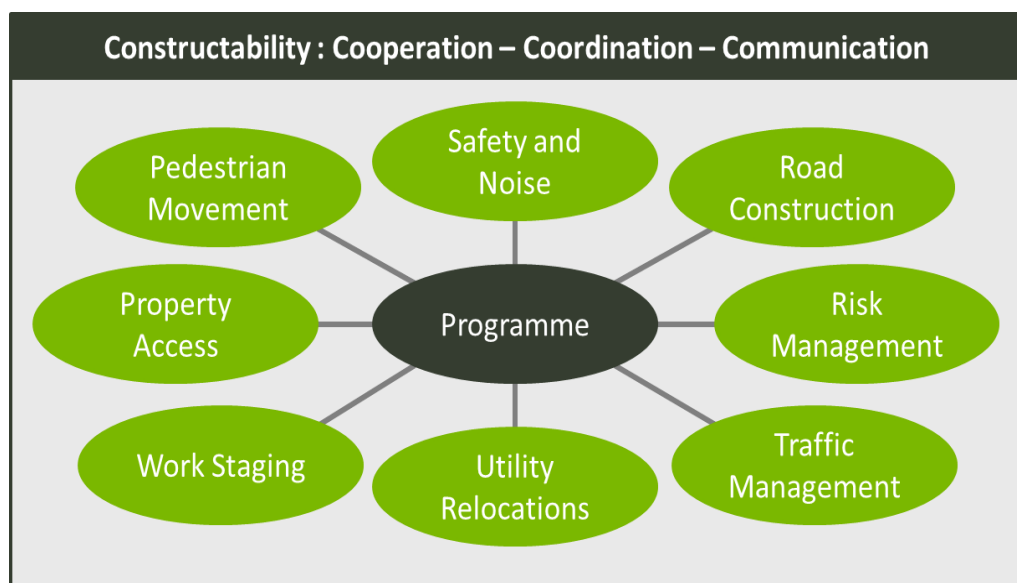 Constructability : Cooperation – Coordination – Communication
Safety and
Noise
Pedestrian
Movement
Road
Construction
Property
Access
Programme
Risk
Management
Work Staging
Utility
Relocations
Traffic
Management